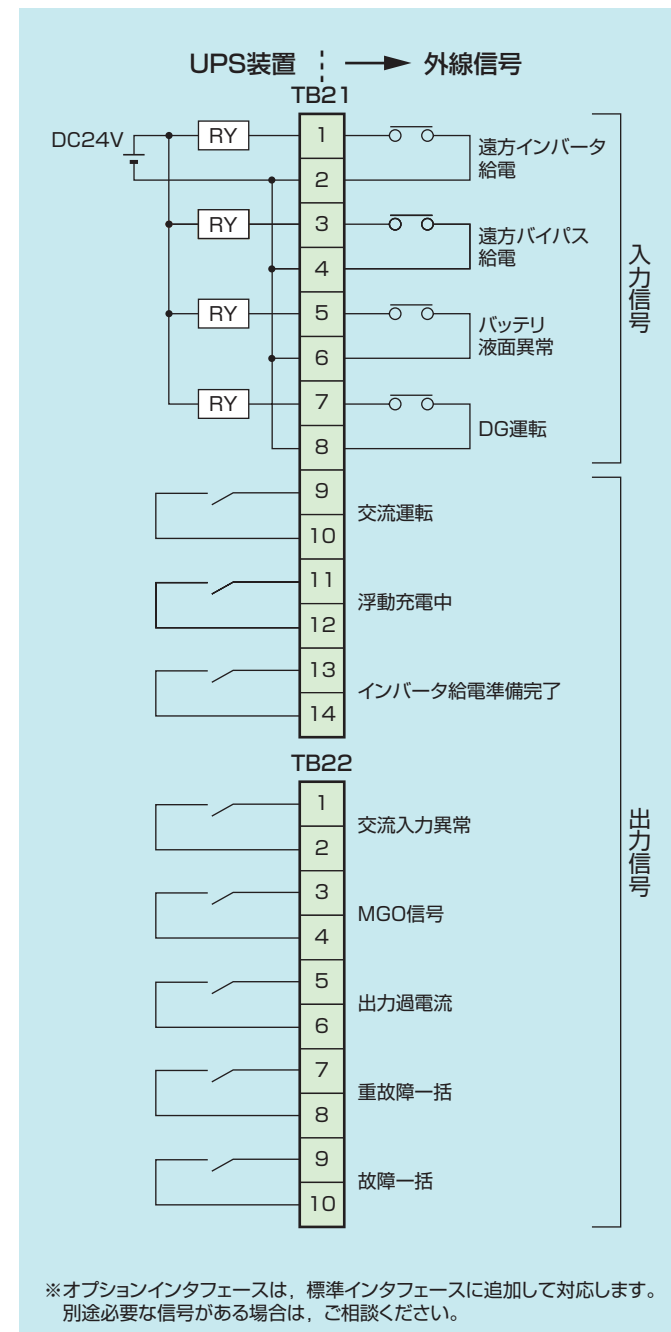 UPS装置 外線信号
TB21
DC24V
RY
1
2
遠方インバータ
給電
RY
3
4
遠方バイパス
給電
RY
5
6
バッテリ
液面異常
RY
7
8
DG運転
入力信号
9
10
交流運転
11
12
浮動充電中
13
14
インバータ給電準備完了
TB22
1
2
交流入力異常
3
4
MGO信号
5
6
出力過電流
7
8
重故障一括
9
10
故障一括
出力信号
※オプションインタフェースは，標準インタフェースに追加して対応します。
別途必要な信号がある場合は，ご相談ください。